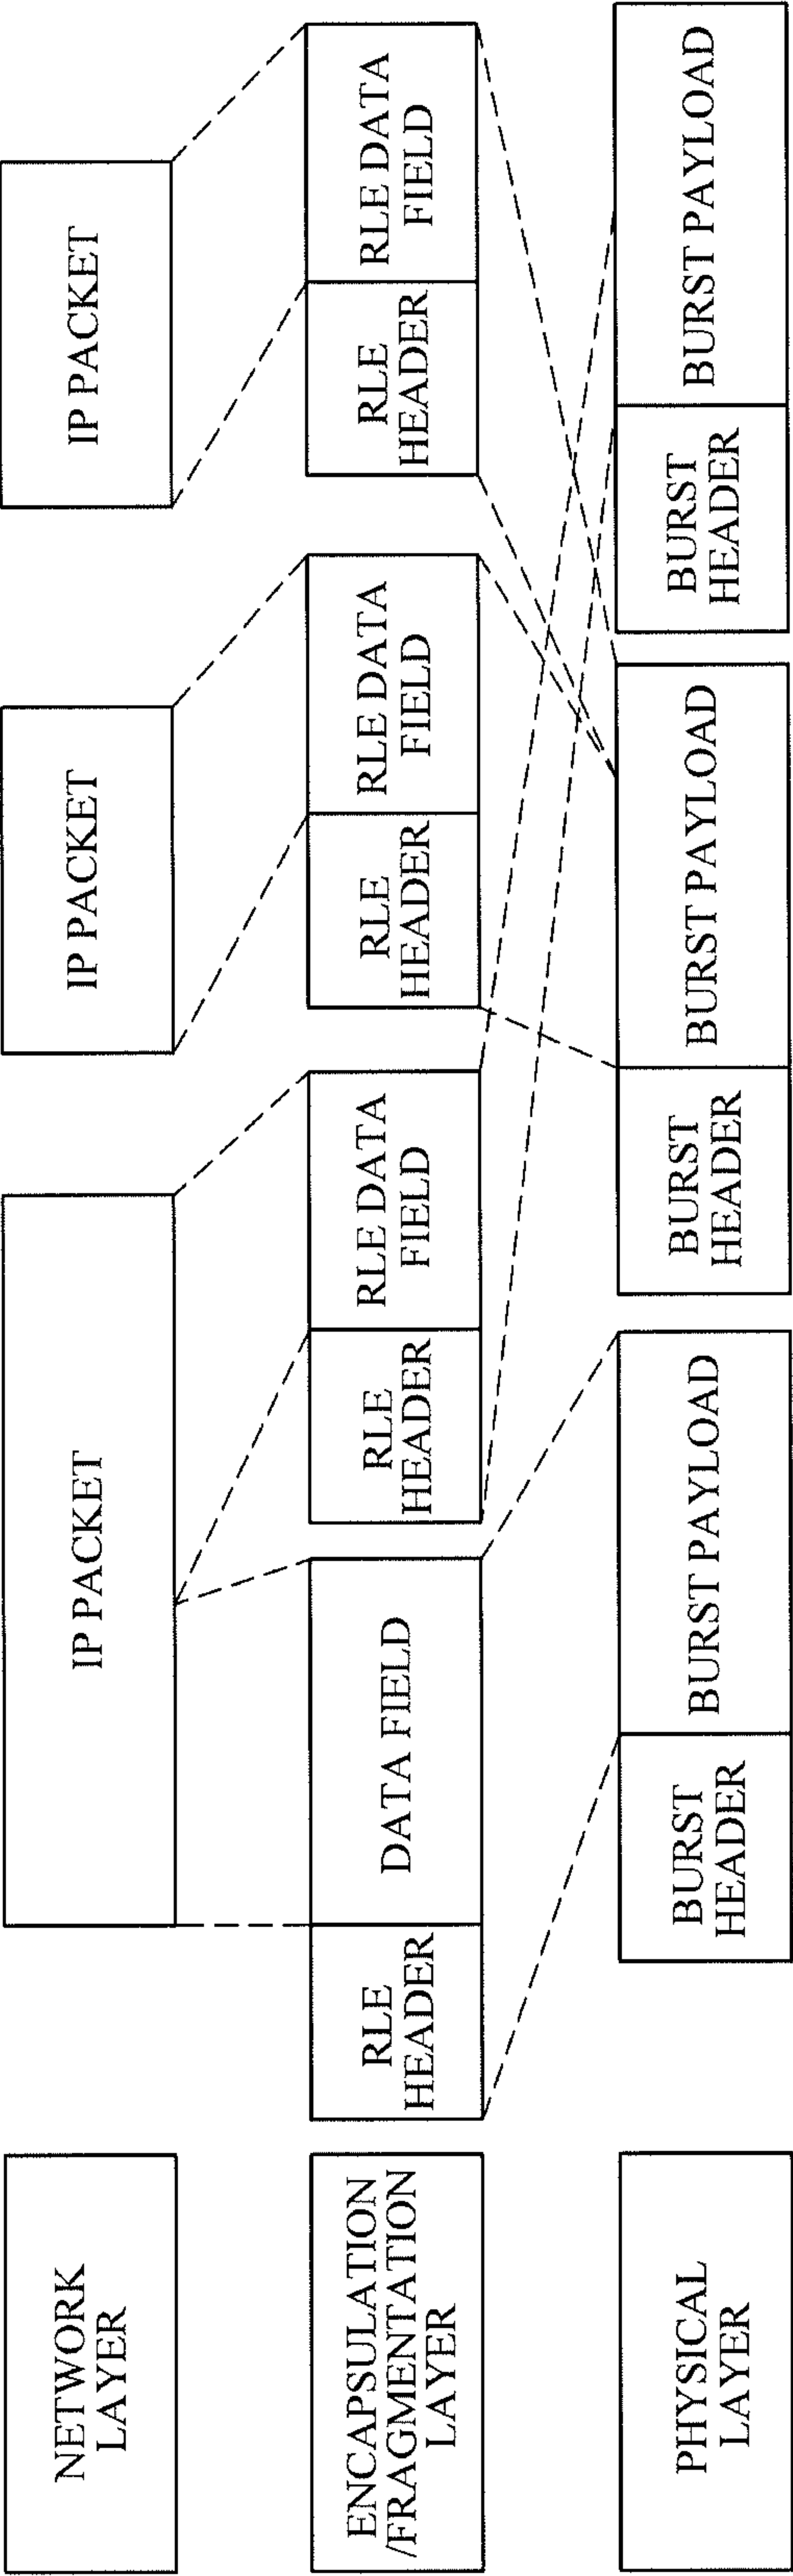 NETWORK
LAYER
IP PACKET
IP PACKET
IP PACKET
ENCAPSULATION
/FRAGMENTATION
LAYER
RLE
HEADER
DATA FIELD
RLE
HEADER
RLE DATA
FIELD
RLE
HEADER
RLE DATA
FIELD
RLE
HEADER
RLE DATA
FIELD
PHYSICAL
LAYER
BURST
HEADER
BURST PAYLOAD
BURST
HEADER
BURST PAYLOAD
BURST
HEADER
BURST PAYLOAD